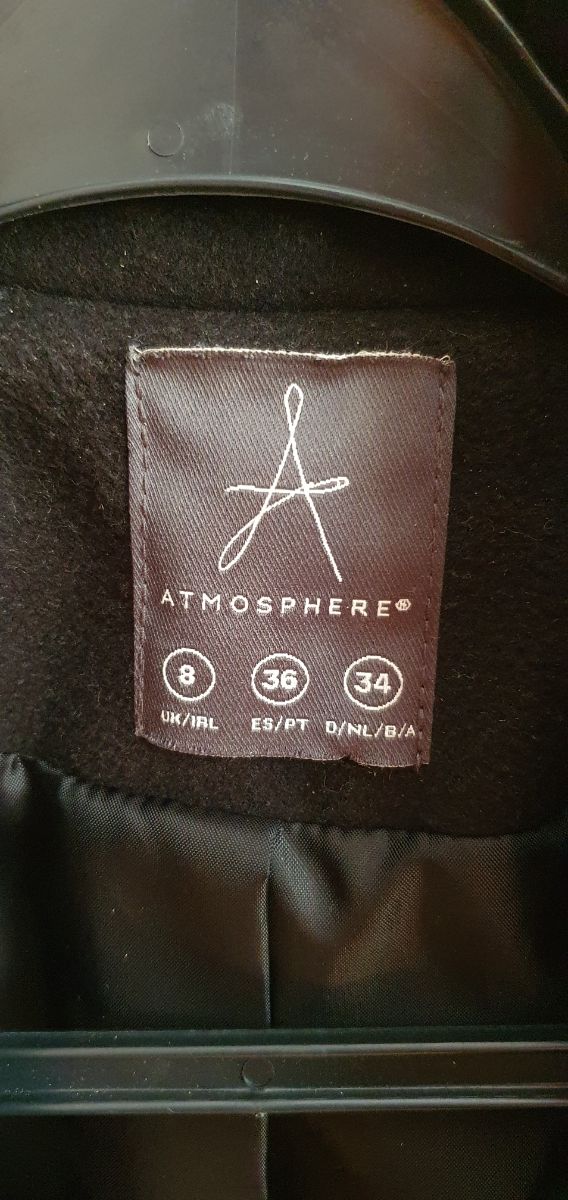 ATMOSPHERE®
8 36 34
UK/IRL ES/PT D/NL/B/A